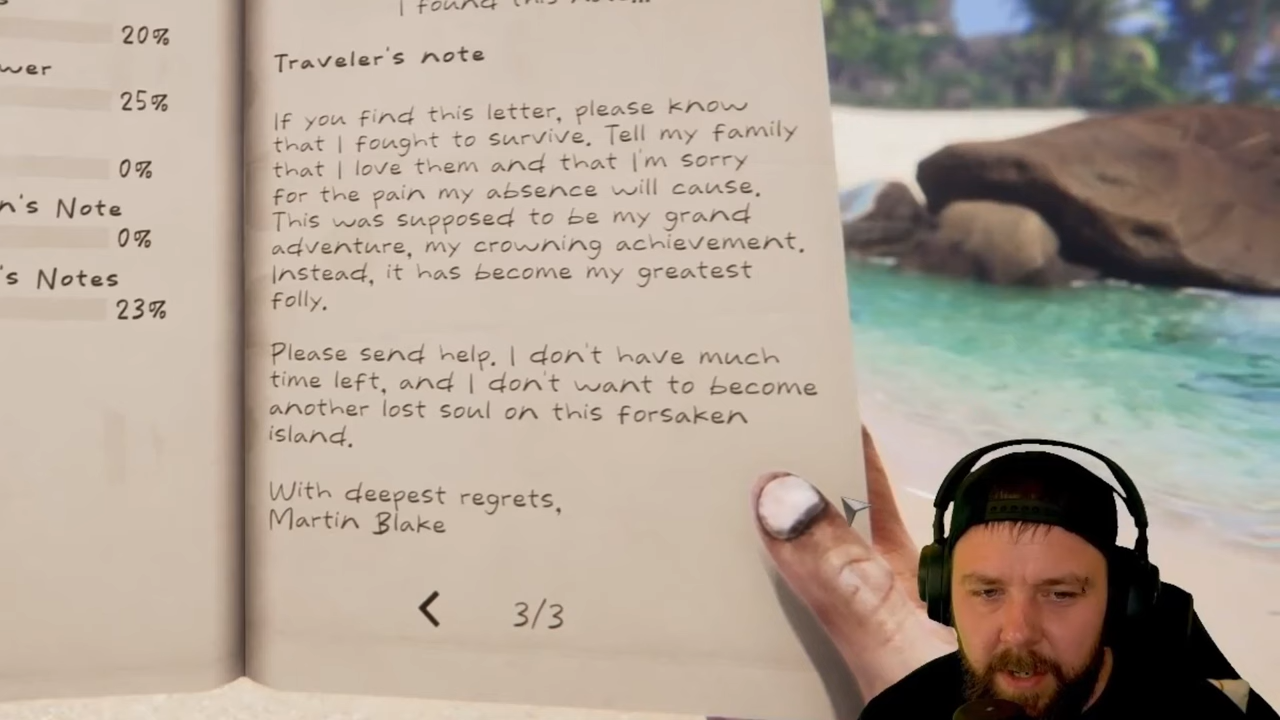 I found this note...
20%
wer
25%
0%
n's Note
0%
's Notes
23%
Traveler's note
If you find this letter, please know
that I fought to survive. Tell my family
that I love them and that I'm sorry
for the pain my absence will cause.
This was supposed to be my grand
adventure, my crowning achievement.
Instead, it has become my greatest
folly.
Please send help. I don't have much
time left, and I don't want to become
another lost soul on this forsaken
island.
With deepest regrets,
Martin Blake
< 3/3